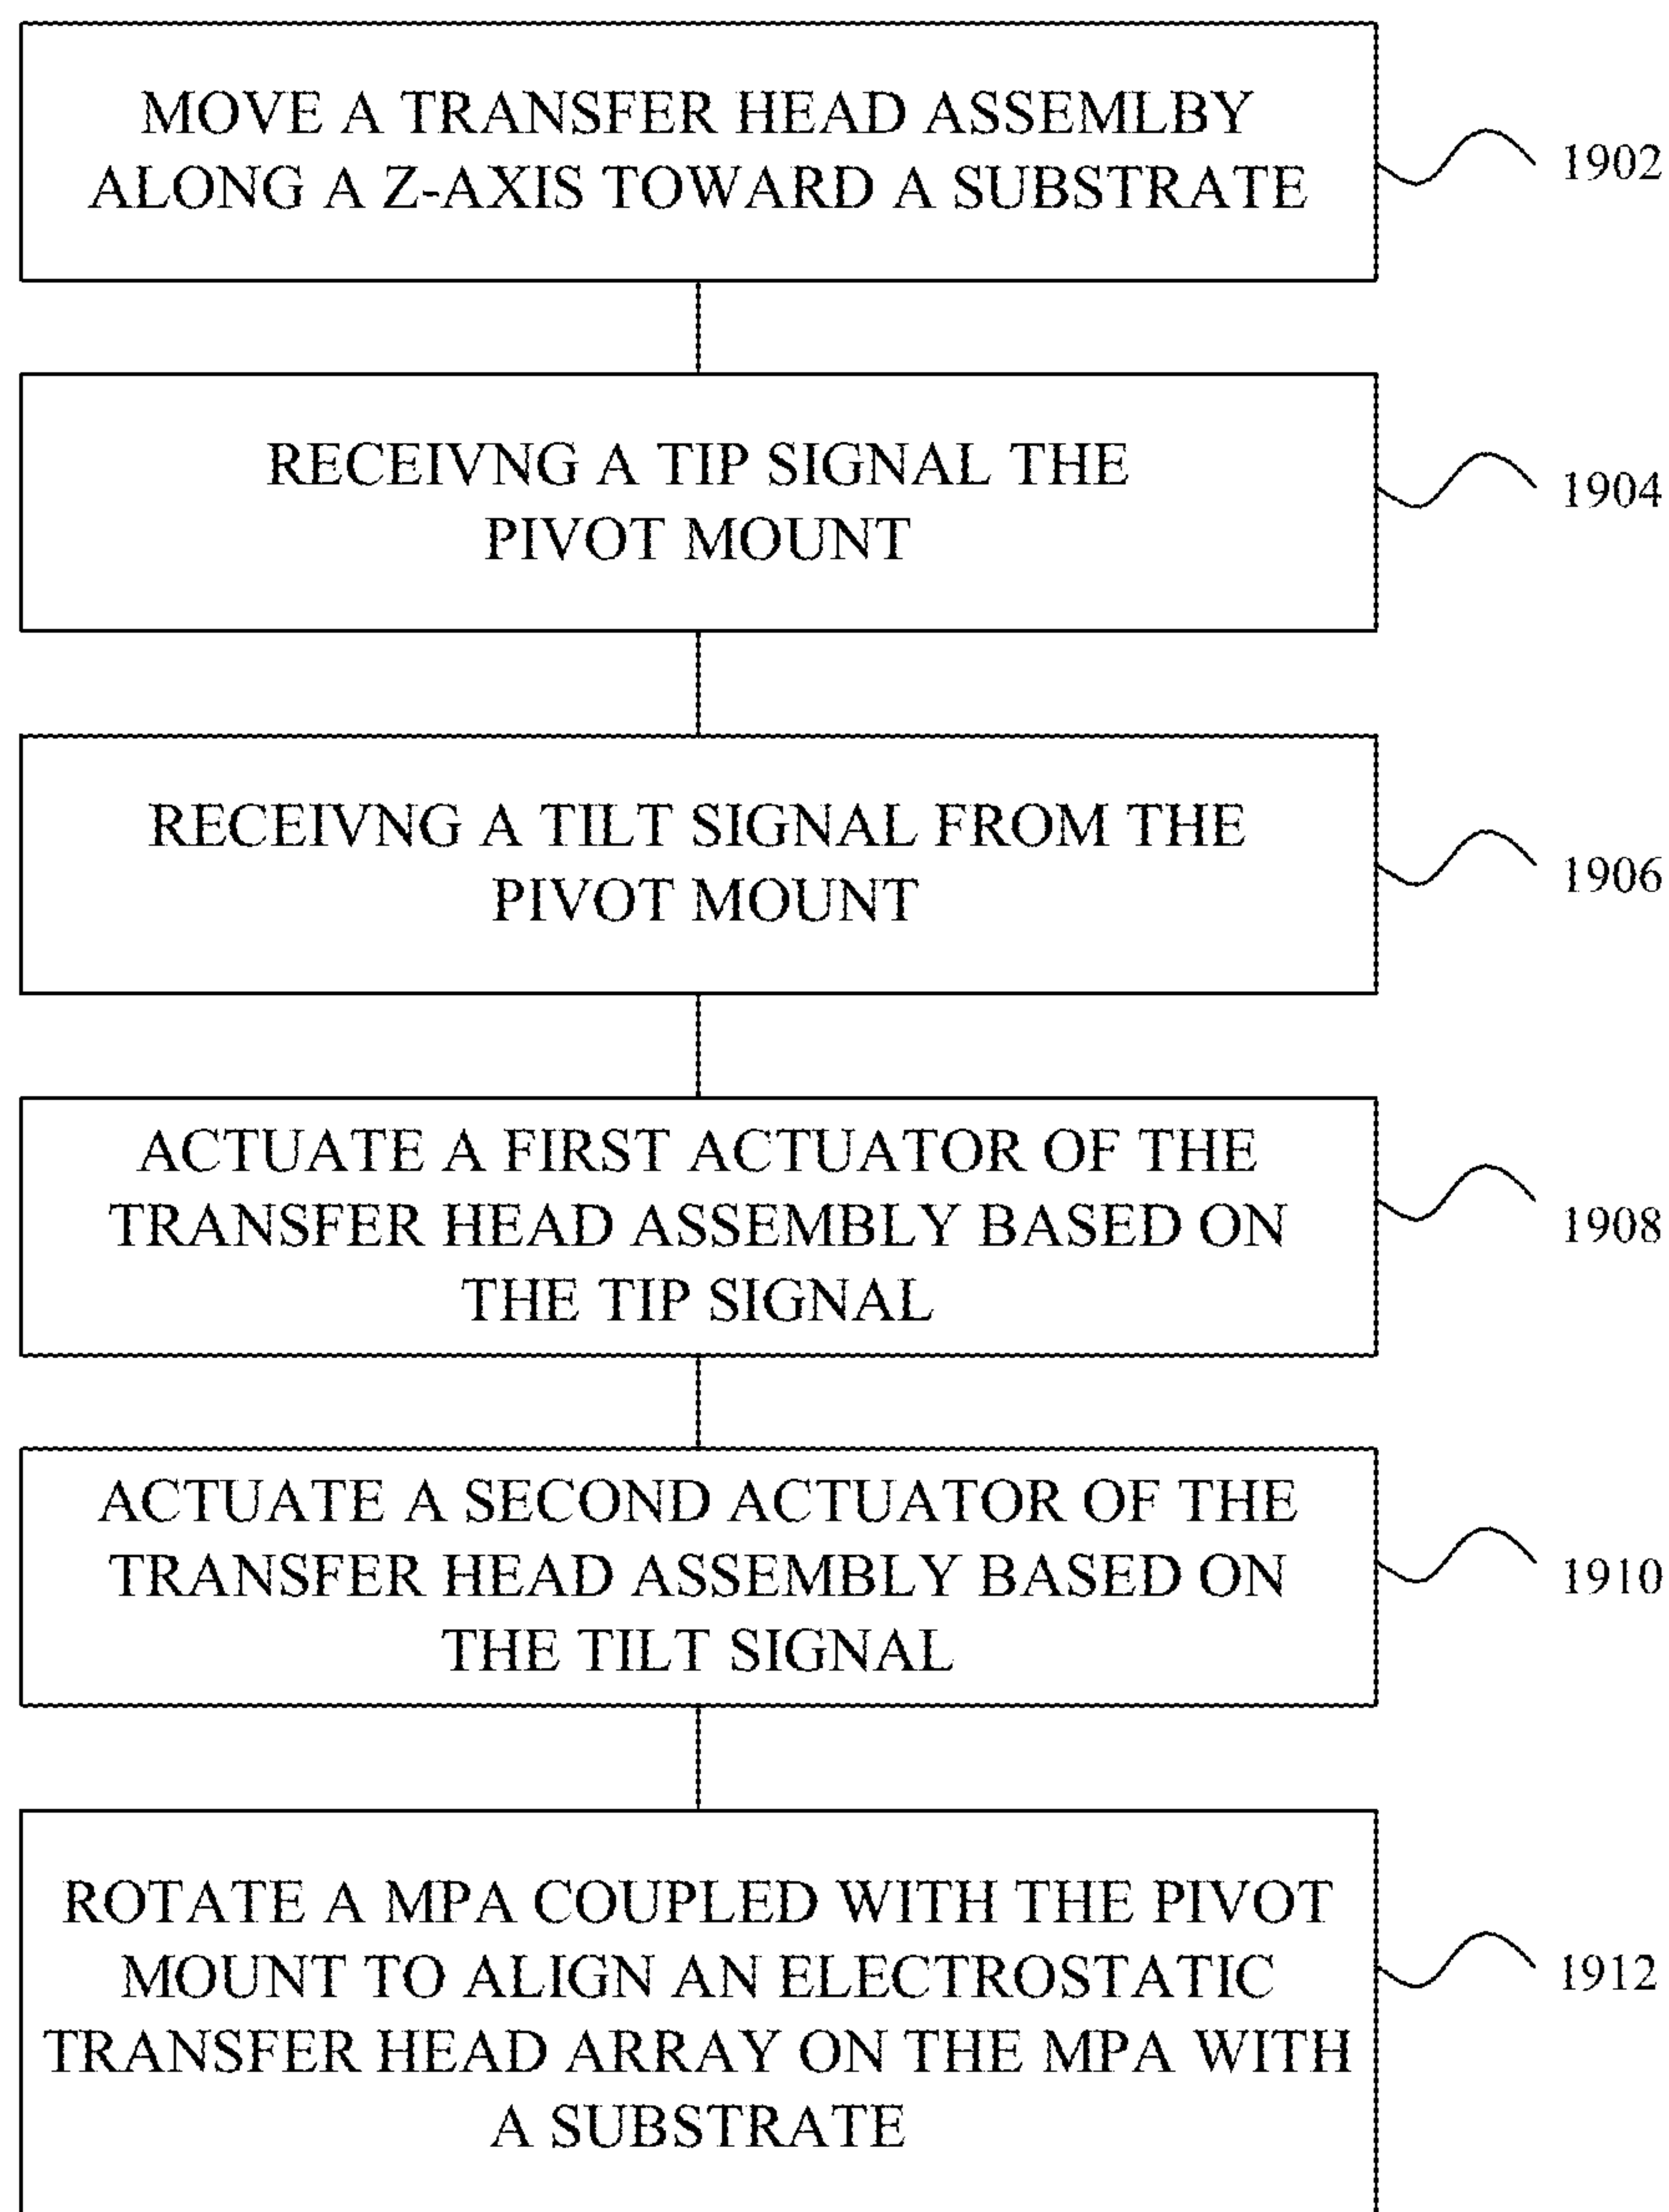 MOVE A TRANSFER HEAD ASSEMLBY
ALONG A Z-AXIS TOWARD A SUBSTRATE
1902
RECEIVNG A TIP SIGNAL THE
PIVOT MOUNT
1904
RECEIVNG A TILT SIGNAL FROM THE
PIVOT MOUNT
1906
ACTUATE A FIRST ACTUATOR OF THE
TRANSFER HEAD ASSEMBLY BASED ON
THE TIP SIGNAL
1908
ACTUATE A SECOND ACTUATOR OF THE
TRANSFER HEAD ASSEMBLY BASED ON
THE TILT SIGNAL
1910
ROTATE A MPA COUPLED WITH THE PIVOT
MOUNT TO ALIGN AN ELECTROSTATIC
TRANSFER HEAD ARRAY ON THE MPA WITH
A SUBSTRATE
1912